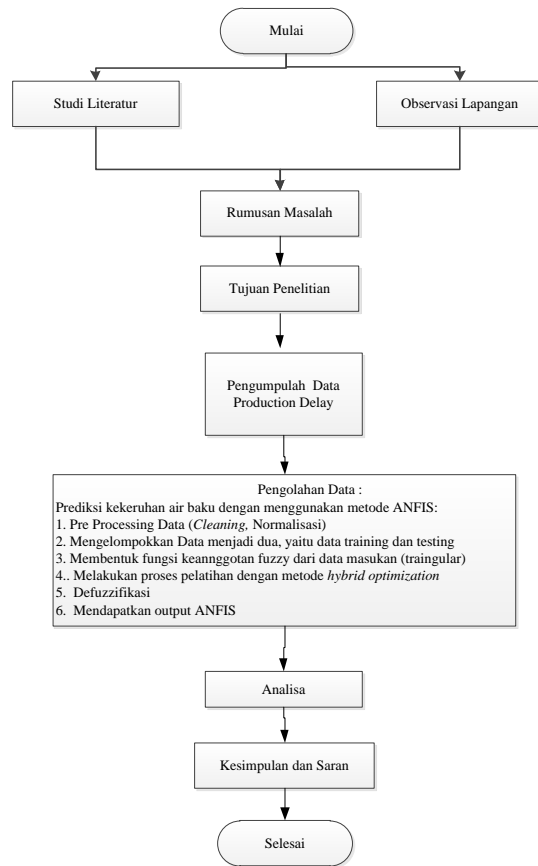 Mulai
Studi Literatur
Observasi Lapangan
Rumusan Masalah
Tujuan Penelitian
Pengumpulah Data
Production Delay
Pengolahan Data :
Prediksi kekeruhan air baku dengan menggunakan metode ANFIS:
1. Pre Processing Data (Cleaning, Normalisasi)
2. Mengelompokkan Data menjadi dua, yaitu data training dan testing
3. Membentuk fungsi keanngotan fuzzy dari data masukan (traingular)
4.. Melakukan proses pelatihan dengan metode hybrid optimization
5. Defuzzifikasi
6. Mendapatkan output ANFIS
Analisa
Kesimpulan dan Saran
Selesai